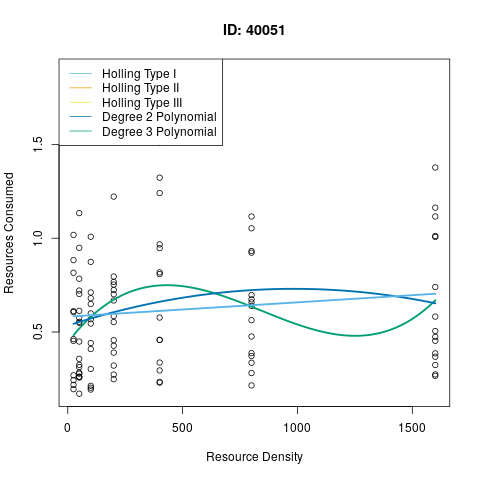 ID: 40051
Holling Type I
Holling Type II
Holling Type III
Degree 2 Polynomial
Degree 3 Polynomial
Resources Consumed
1.5
1.0
0.5
0
500
1000
1500
Resource Density